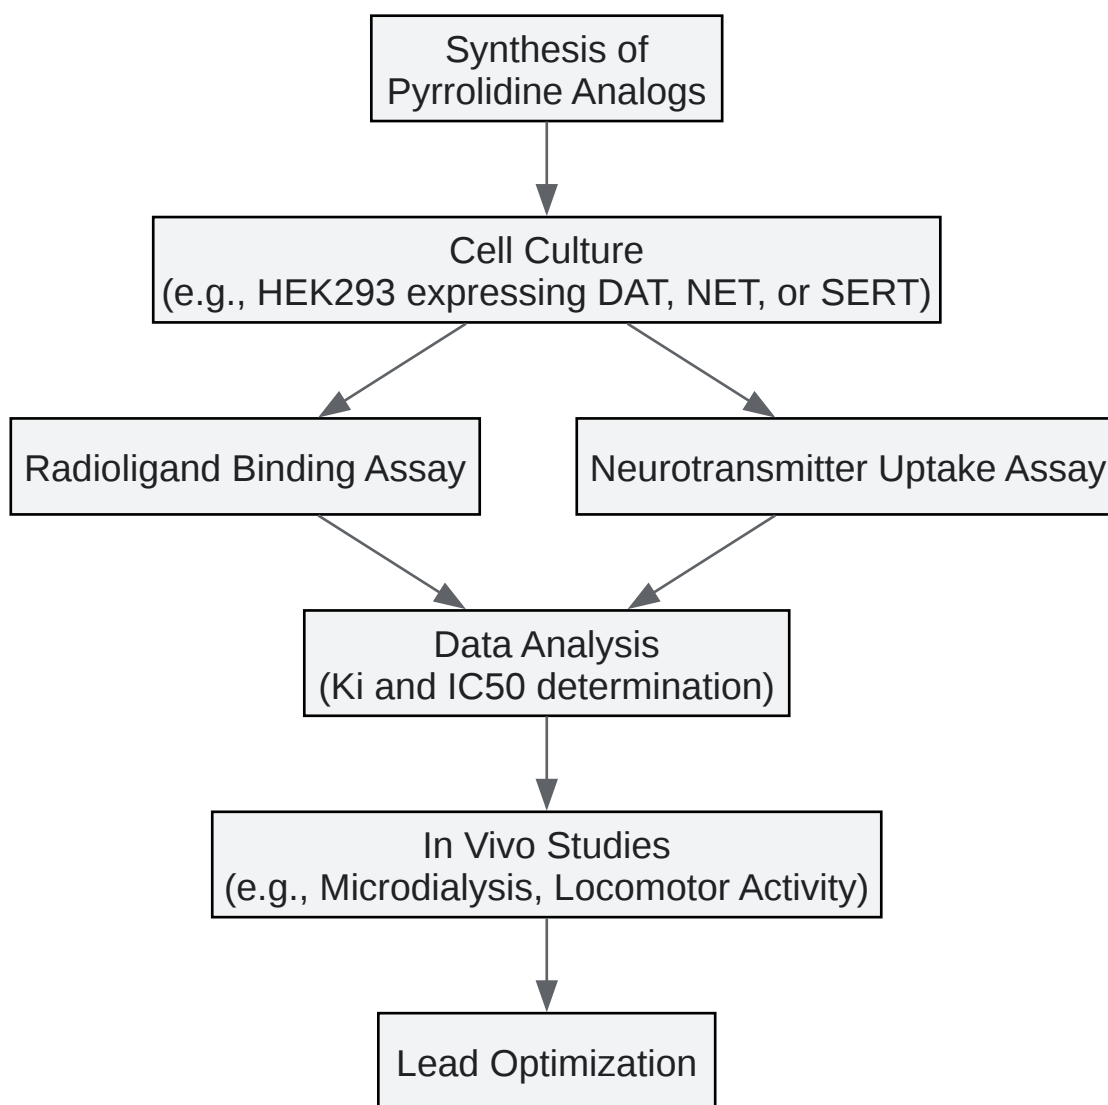 Synthesis of
Pyrrolidine Analogs
Cell Culture
(e.g., HEK293 expressing DAT, NET, or SERT)
Radioligand Binding Assay
Neurotransmitter Uptake Assay
Data Analysis
(Ki and IC50 determination)
In Vivo Studies
(e.g., Microdialysis, Locomotor Activity)
Lead Optimization